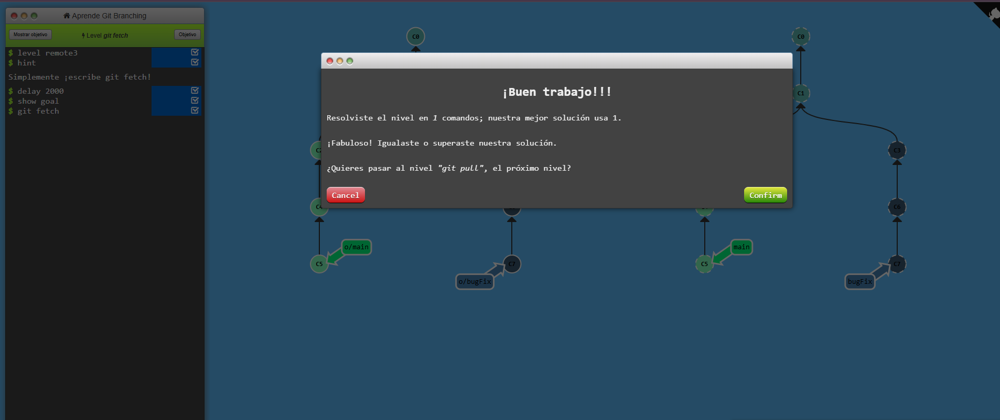 Aprende Git Branching
Mostrar objetivo
Level git fetch
Objetivo
$ level remote3
$ hint
Simplemente ¡escribe git fetch!
$ delay 2000
$ show goal
$ git fetch
C0
C0
¡Buen trabajo!!!
Resolviste el nivel en 1 comandos; nuestra mejor solución usa 1.
¡Fabuloso! Igualaste o superaste nuestra solución.
¿Quieres pasar al nivel "git pull", el próximo nivel?
Cancel
Confirm
C1
C3
C4
C6
o/main
main
C5
C7
C5
C7
o/bugFix
bugFix